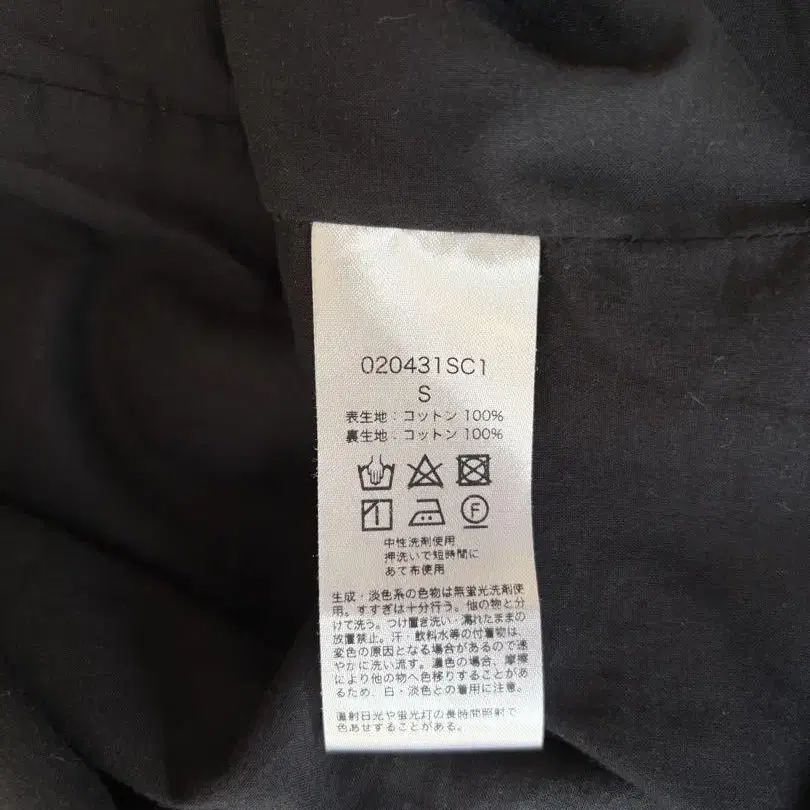 020431SC1
S
表生地：コットン 100%
裏生地：コットン 100%
F
中性洗剤使用
押洗いで短時間に
あて布使用
生成・淡色系の色物は無蛍光洗剤使
用。すすぎは十分行う。他の物と分
けて洗う。つけ置き洗い・濡れたままの
放置禁止。汗・飲料水等の付着物は、
変色の原因となる場合があるので速
やかに洗い流す。濃色の場合、摩擦
により他の物へ色移りすることがあ
るため、白・淡色との着用に注意。
直射日光や蛍光灯の長時間照射で
色あせすることがある。